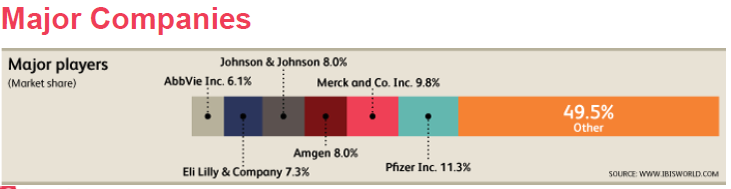 Major Companies
Major players
(Market share)
Johnson & Johnson 8.0%
AbbVie Inc. 6.1%
Merck and Co. Inc. 9.8%
49.5%
Other
Amgen 8.0%
Eli Lilly & Company 7.3%
Pfizer Inc. 11.3%
SOURCE: WWW.IBISWORLD.COM